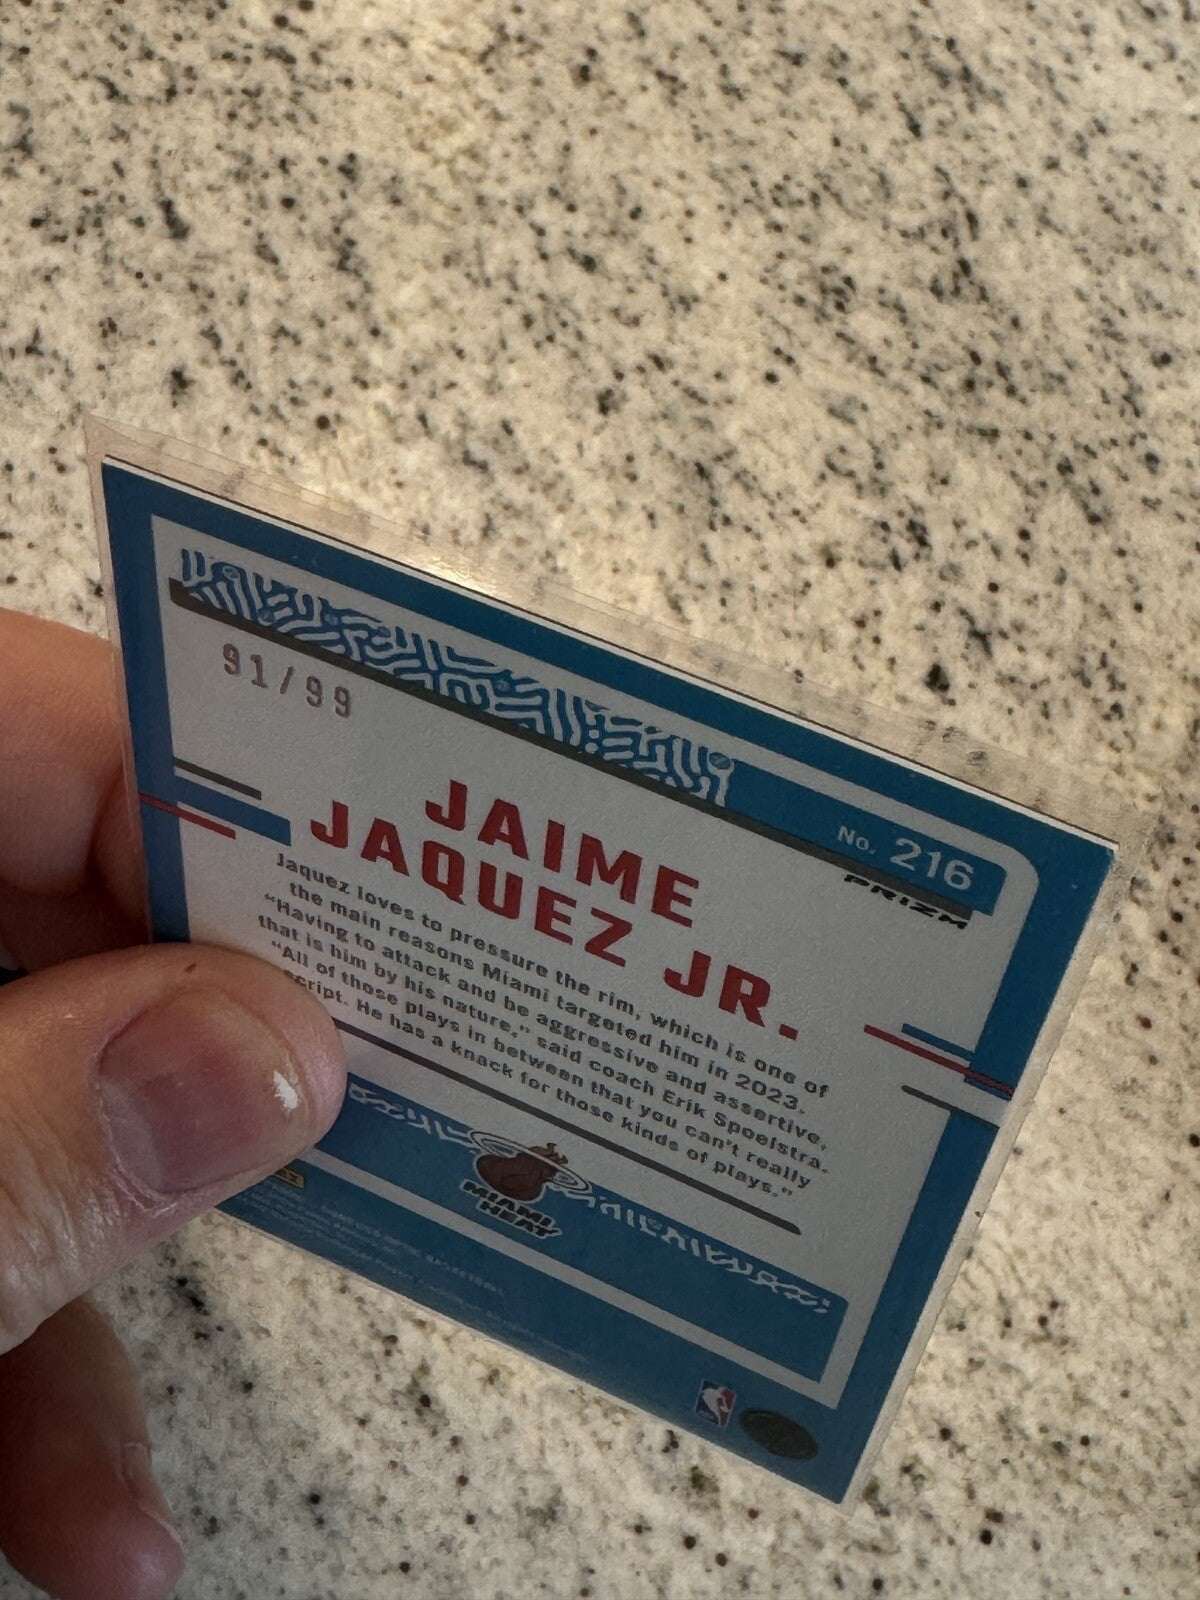 91/99
No. 216
PRIZM
JAIME
JAQUEZ JR.
Jaquez loves to pressure the rim, which is one of
the main reasons Miami targeted him in 2023.
“Having to attack and be aggressive and assertive,
that is him by his nature,” said coach Erik Spoelstra.
“All of those plays in between that you can't really
script. He has a knack for those kinds of plays.”
MIAMI
HEAT